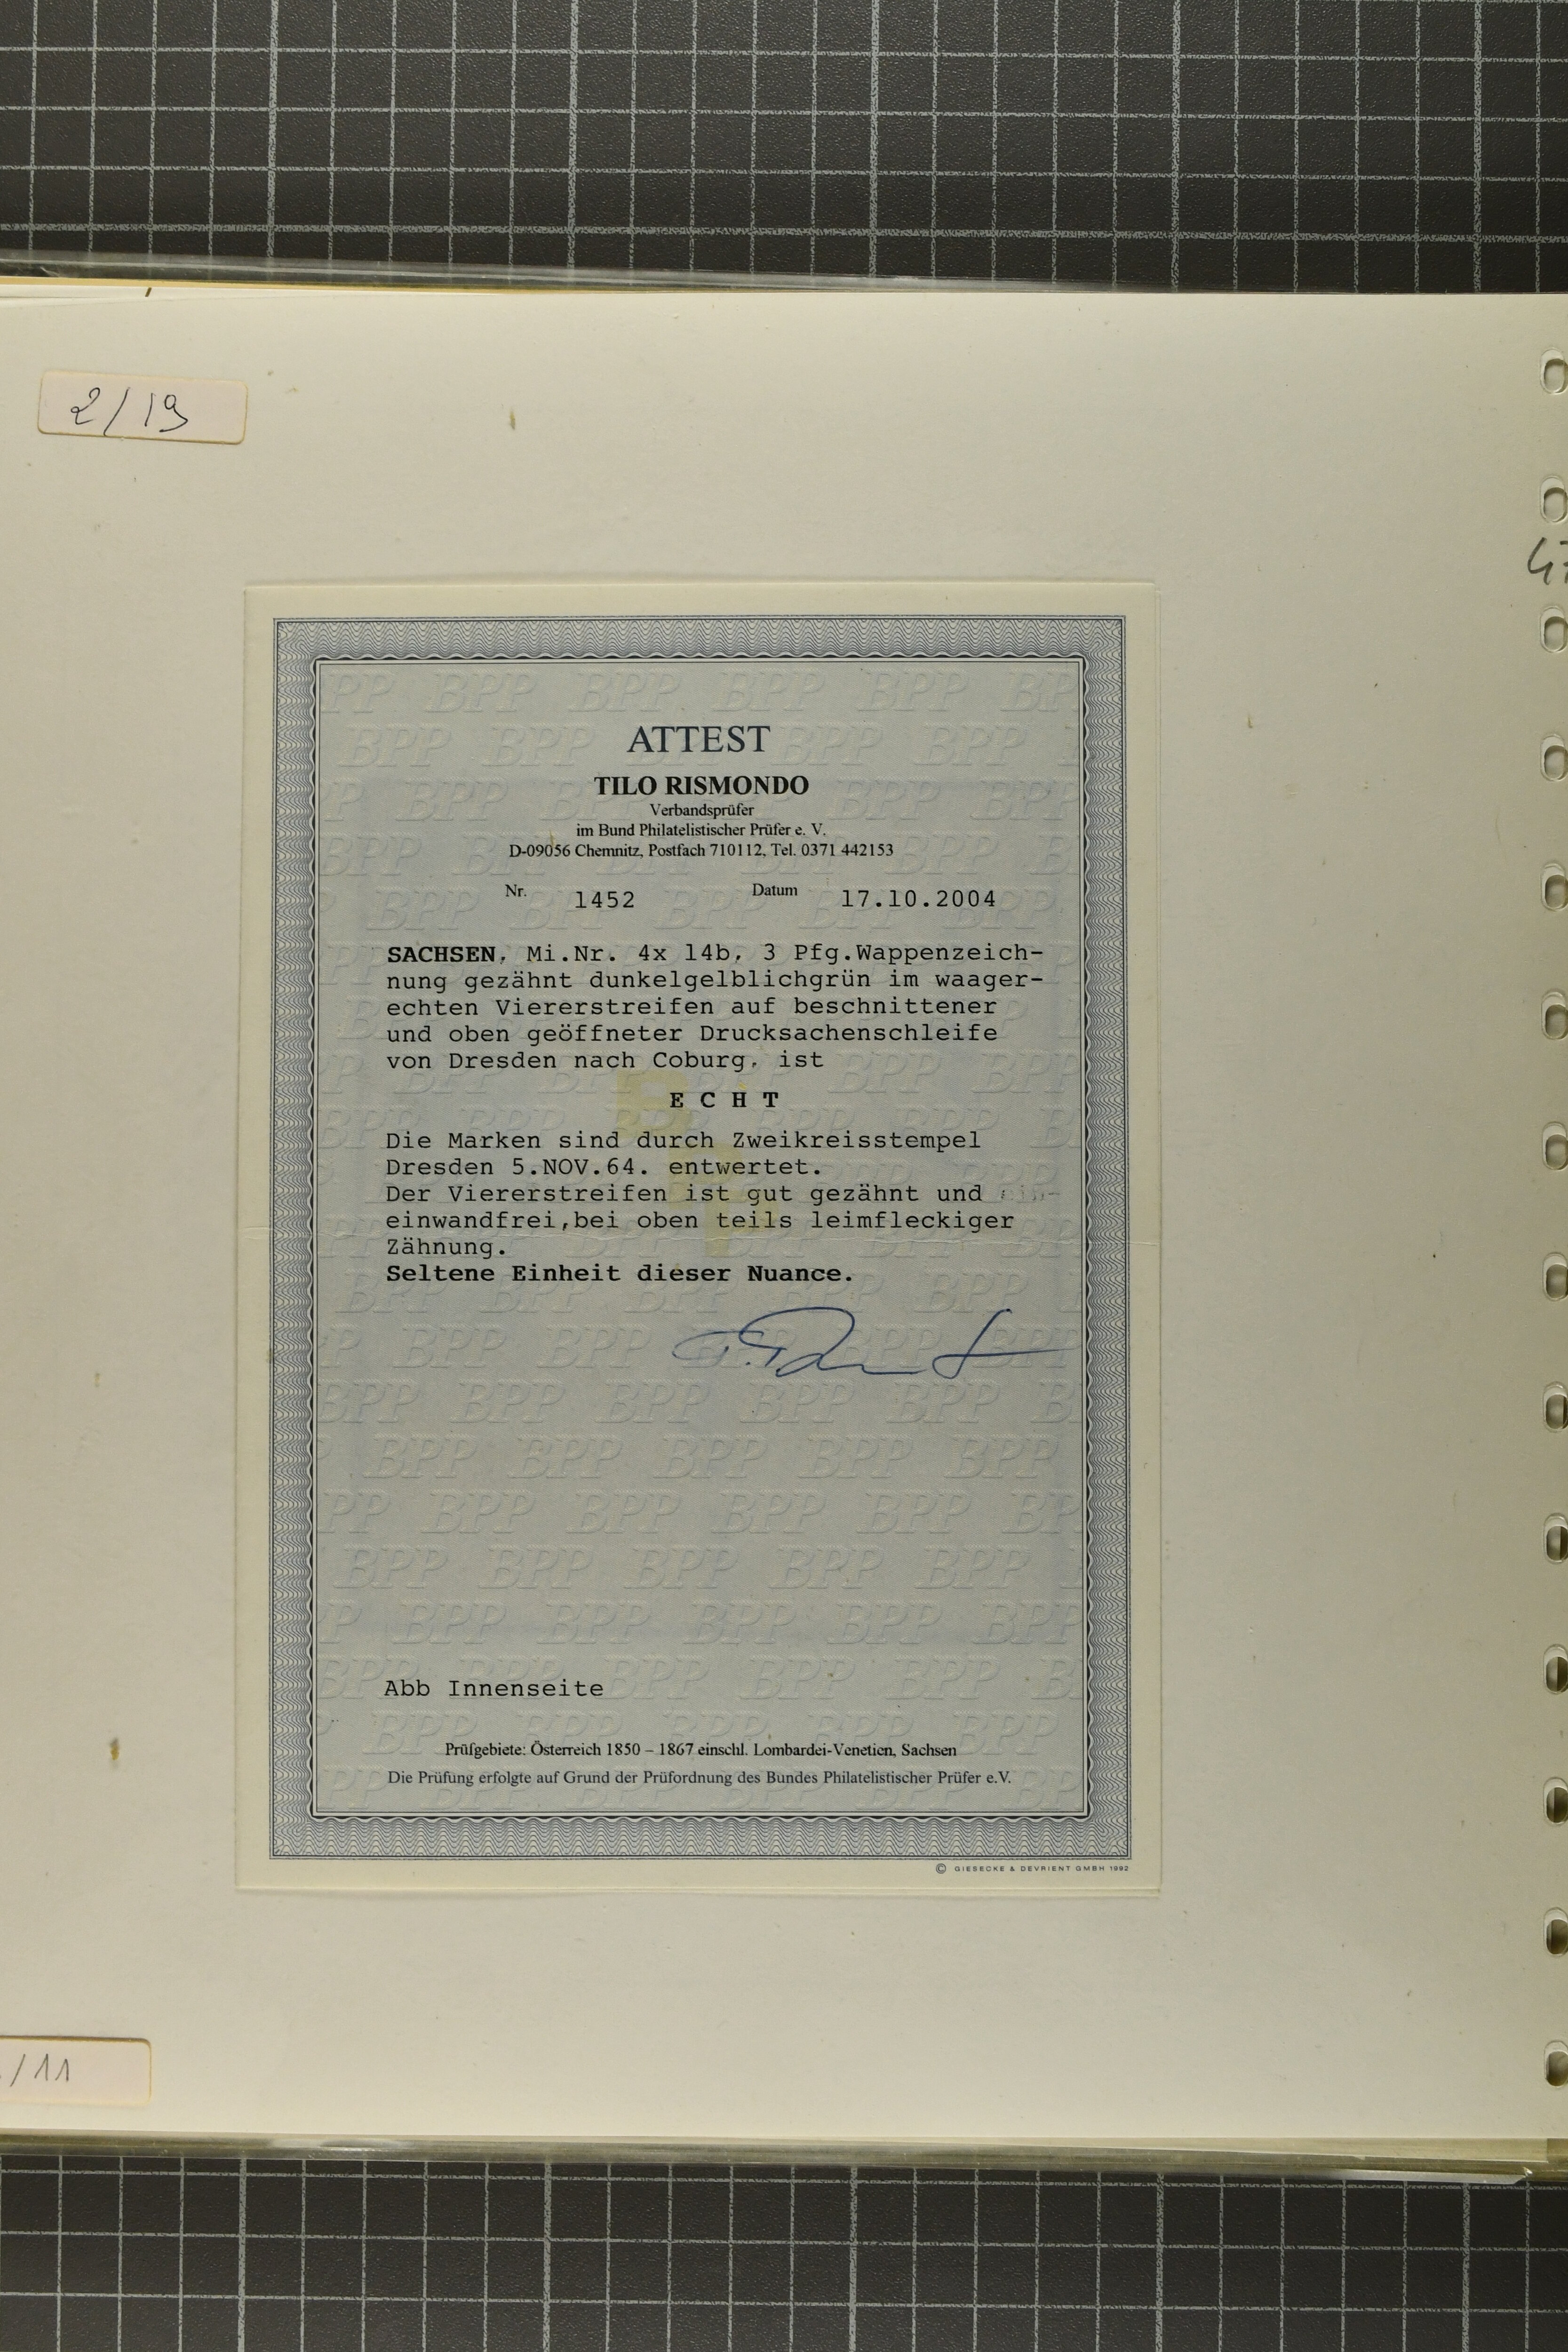 2/19
ATTEST
TILO RISMONDO
Verbandsprüfer
im Bund Philatelistischer Prüfer e. V.
D-09056 Chemnitz, Postfach 710112, Tel. 0371 442153
Nr. 1452 Datum 17.10.2004
SACHSEN, Mi.Nr. 4x 14b, 3 Pfg.Wappenzeich-
nung gezähnt dunkelgelblichgrün im waager-
echten Viererstreifen auf beschnittener
und oben geöffneter Drucksachenschleife
von Dresden nach Coburg, ist
E C H T
Die Marken sind durch Zweikreisstempel
Dresden 5.NOV.64. entwertet.
Der Viererstreifen ist gut gezähnt und
einwandfrei,bei oben teils leimfleckiger
Zähnung.
Seltene Einheit dieser Nuance.
Abb Innenseite
Prüfgebiete: Österreich 1850 – 1867 einschl. Lombardei-Venetien, Sachsen
Die Prüfung erfolgte auf Grund der Prüfordnung des Bundes Philatelistischer Prüfer e.V.
© GIESECKE & DEVRIENT GMBH 1992
/11